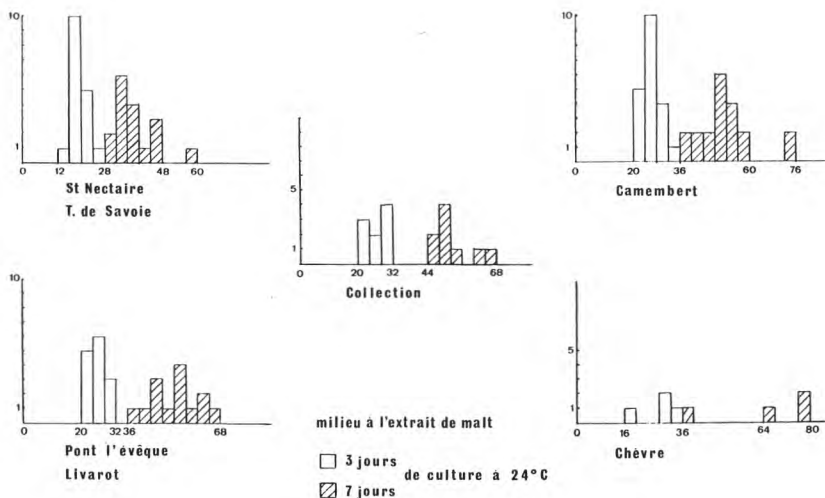 10
1
0 12 28 48 60
St Nectaire
T. de Savoie
10
1
0 20 36 60 76
Camembert
5
1
0 20 32 44 68
Collection
10
1
0 20 32 36 68
Pont l'évêque
Livarot
milieu à l'extrait de malt
3 jours
de culture à 24°C
7 jours
5
1
0 16 36 64 80
Chèvre